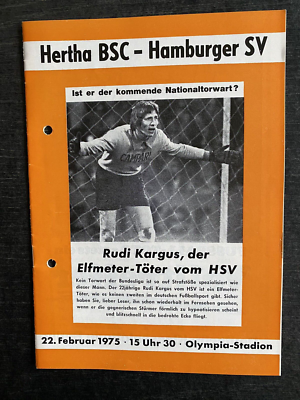 Hertha BSC – Hamburger SV
Ist er der kommende Nationaltorwart?
CAMPARI
Rudi Kargus, der
Elfmeter-Töter vom HSV
Kein Torwart der Bundesliga ist so auf Strafstöße spezialisiert wie
dieser Mann. Der 22jährige Rudi Kargus vom HSV ist ein Elfmeter-
Töter, wie es keinen zweiten im deutschen Fußballsport gibt. Sicher
haben Sie, lieber Leser, ihn schon wiederholt im Fernsehen gesehen,
wenn er die gegnerischen Stürmer förmlich zu hypnotisieren scheint
und blitzschnell in die bedrohte Ecke fliegt.
22. Februar 1975 · 15 Uhr 30 · Olympia-Stadion